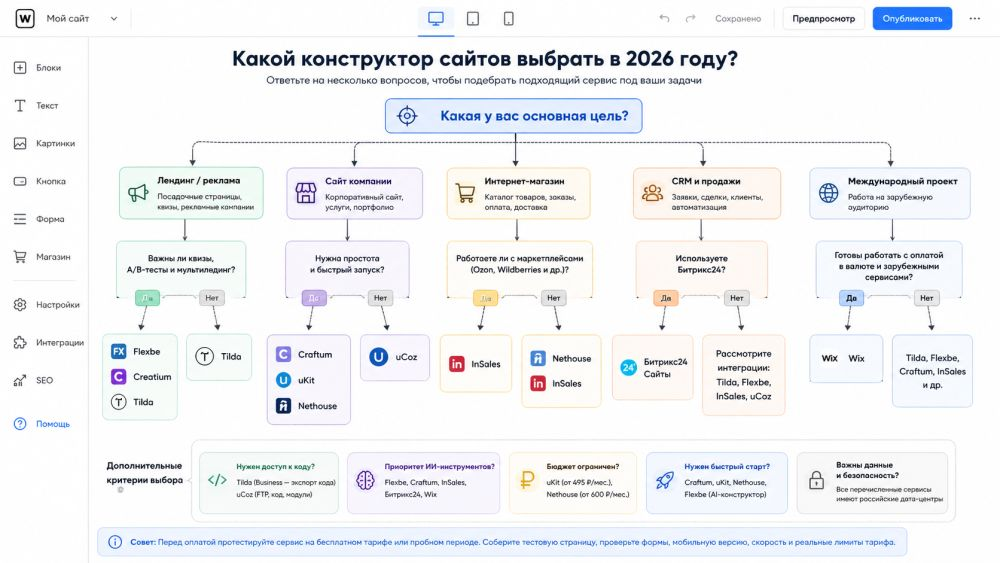 W Мой сайт
Сохранено
Предпросмотр
Опубликовать
Блоки
Текст
Картинки
Кнопка
Форма
Магазин
Настройки
Интеграции
SEO
Помощь
Какой конструктор сайтов выбрать в 2026 году?
Ответьте на несколько вопросов, чтобы подебрать подходящий сервис под ваши задачи
Какая у вас основная цель?
Лендинг / реклама
Посадочные страницы,
квизы, рекламные кампании
Важны ли квизы,
A/B-тесты и мультилединг?
Да
Нет
FX Flexbe
C Creatium
T Tilda
T Tilda
Сайт компании
Корпоративный сайт,
услуги, портфолио
Нужна простота
и быстрый запуск?
Да
Нет
C Craftum
U uKit
Nethouse
U uCoz
Интернет-магазин
Каталог товаров, заказы,
оплата, доставка
Работаете ли с маркетплейсами
(Ozon, Wildberries и др.)?
Да
Нет
in InSales
Nethouse
in InSales
CRM и продажи
Заявки, сделки, клиенты,
автоматизация
Используете
Битрикс24?
Да
Нет
24 Битрикс24
Сайты
Рассмотрите
интеграции:
Tilda, Flexbe,
InSales, uCoz
Международный проект
Работа на зарубежную
аудиторию
Готовы работать с оплатой
в валюте и зарубежными
сервисами?
Да
Нет
Wix Wix
Tilda, Flexbe,
Craftum, InSales
и др.
Дополнительные
критерии выбора
Нужен доступ к коду?
Tilda (Business — экспорт кода)
uCoz (FTP, код, модули)
Приоритет ИИ-инструментов?
Flexbe, Craftum, InSales,
Битрикс24, Wix
₽
Бюджет ограничен?
uKit (от 495 ₽/мес.),
Nethouse (от 600 ₽/мес.)
Нужен быстрый старт?
Craftum, uKit, Nethouse,
Flexbe (AI-конструктор)
Важны данные
и безопасность?
Все перечисленные сервисы
имеют российские дата-центры
Совет: Перед оплатой протестируйте сервис на бесплатном тарифе или пробном периоде. Соберите тестовую страницу, проверьте формы, мобильную версию, скорость и реальные лимиты тарифа.